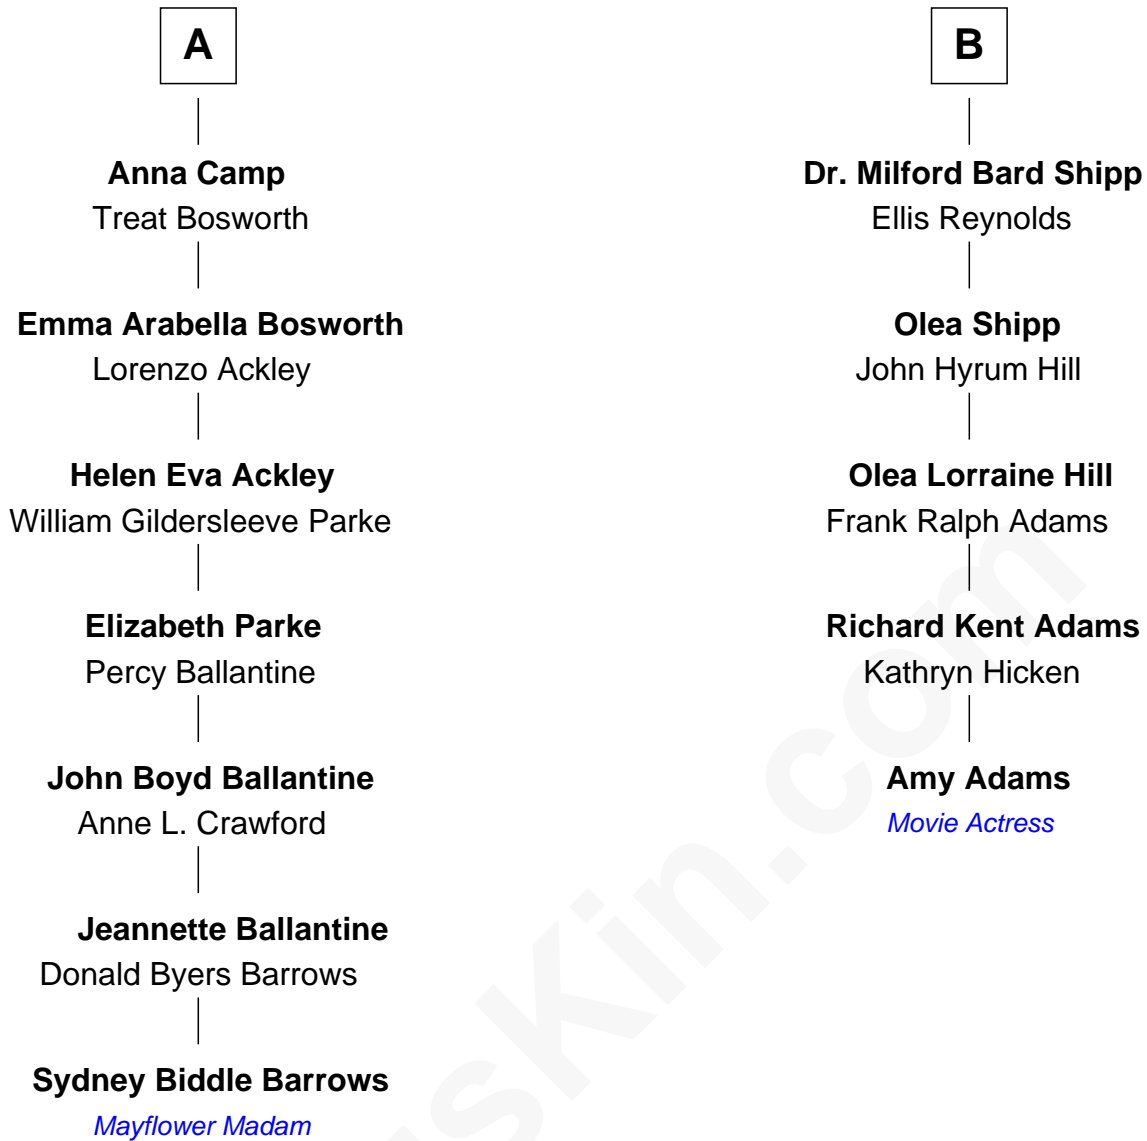 A
Anna Camp
Treat Bosworth
Emma Arabella Bosworth
Lorenzo Ackley
Helen Eva Ackley
William Gildersleeve Parke
Elizabeth Parke
Percy Ballantine
John Boyd Ballantine
Anne L. Crawford
Jeannette Ballantine
Donald Byers Barrows
Sydney Biddle Barrows
Mayflower Madam
B
Dr. Milford Bard Shipp
Ellis Reynolds
Olea Shipp
John Hyrum Hill
Olea Lorraine Hill
Frank Ralph Adams
Richard Kent Adams
Kathryn Hicken
Amy Adams
Movie Actress